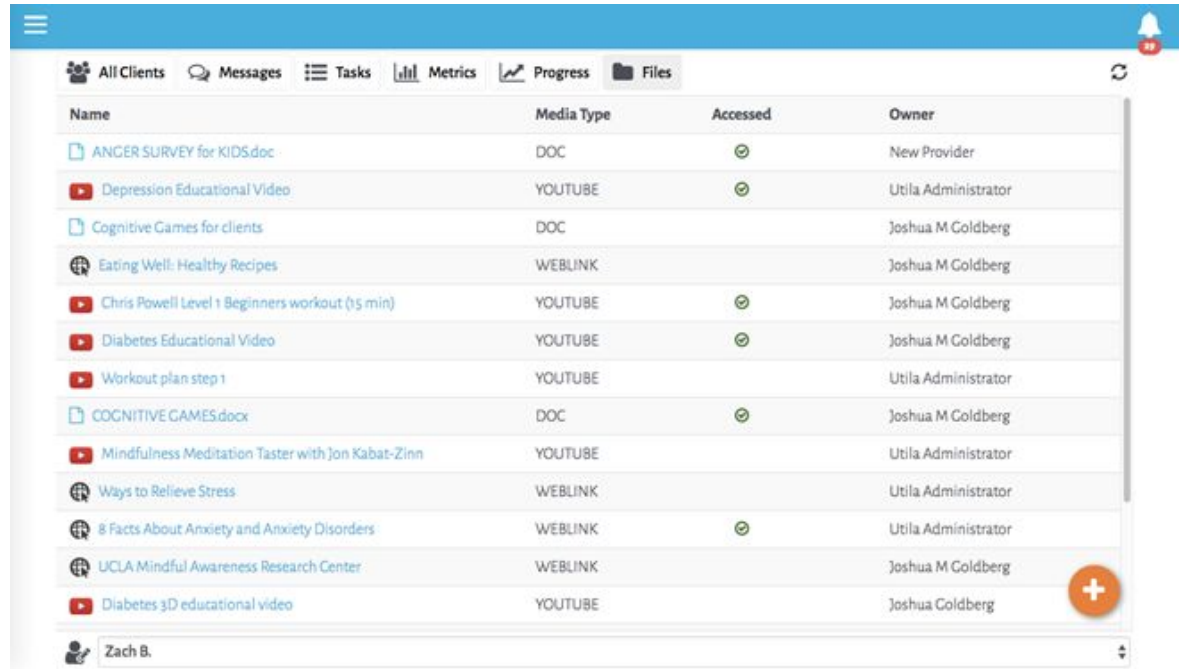 29
All Clients Messages Tasks Metrics Progress Files
Name Media Type Accessed Owner
ANGER SURVEY for KIDS.doc DOC New Provider
Depression Educational Video YOUTUBE Utila Administrator
Cognitive Games for clients DOC Joshua M Goldberg
Eating Well: Healthy Recipes WEBLINK Joshua M Goldberg
Chris Powell Level 1 Beginners workout (15 min) YOUTUBE Joshua M Goldberg
Diabetes Educational Video YOUTUBE Joshua M Goldberg
Workout plan step 1 YOUTUBE Utila Administrator
COGNITIVE GAMES.docx DOC Joshua M Goldberg
Mindfulness Meditation Taster with Jon Kabat-Zinn YOUTUBE Utila Administrator
Ways to Relieve Stress WEBLINK Utila Administrator
8 Facts About Anxiety and Anxiety Disorders WEBLINK Utila Administrator
UCLA Mindful Awareness Research Center WEBLINK Joshua M Goldberg
Diabetes 3D educational video YOUTUBE Joshua Goldberg
Zach B.